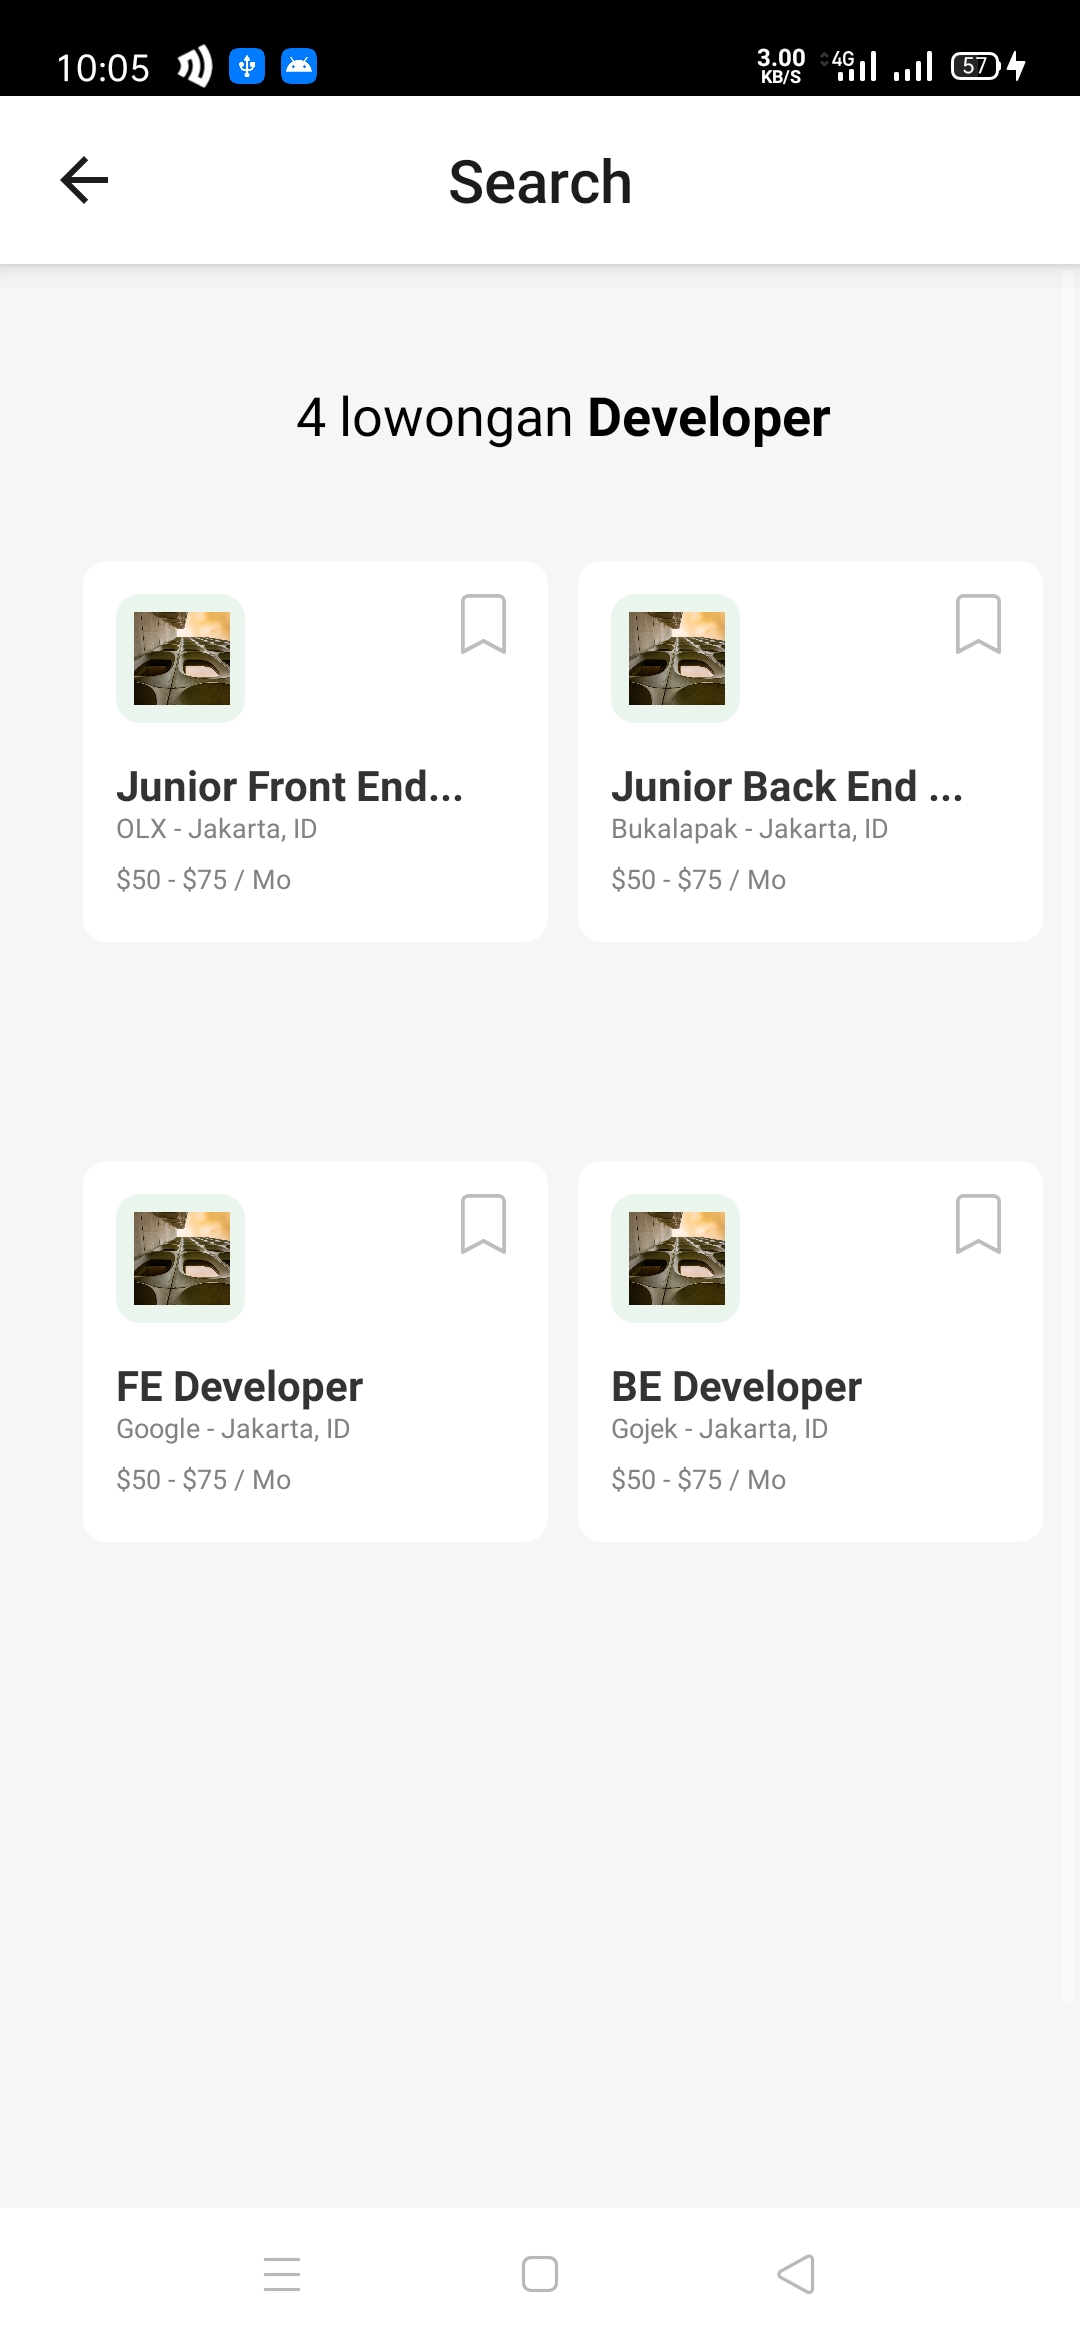 10:05
3.00
KB/S
4G
57
Search
4 lowongan Developer
Junior Front End...
OLX - Jakarta, ID
$50 - $75 / Mo
Junior Back End ...
Bukalapak - Jakarta, ID
$50 - $75 / Mo
FE Developer
Google - Jakarta, ID
$50 - $75 / Mo
BE Developer
Gojek - Jakarta, ID
$50 - $75 / Mo